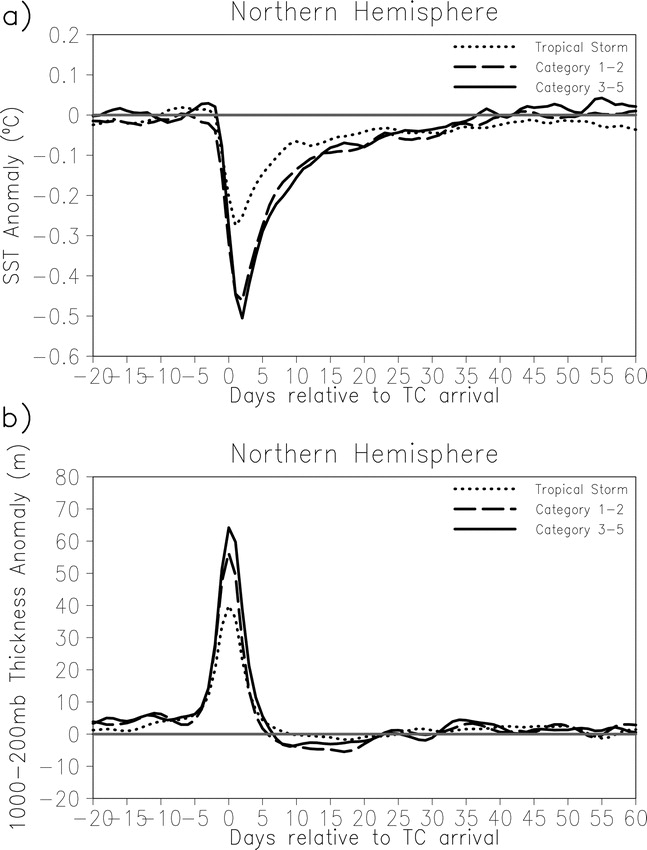 a)
Northern Hemisphere
SST Anomaly (ºC)
0.2
0.1
0
−0.1
−0.2
−0.3
−0.4
−0.5
−0.6
Tropical Storm
Category 1−2
Category 3−5
−20 −15 −10 −5 0 5 10 15 20 25 30 35 40 45 50 55 60
Days relative to TC arrival
b)
Northern Hemisphere
1000−200mb Thickness Anomaly (m)
80
70
60
50
40
30
20
10
0
−10
−20
Tropical Storm
Category 1−2
Category 3−5
−20 −15 −10 −5 0 5 10 15 20 25 30 35 40 45 50 55 60
Days relative to TC arrival